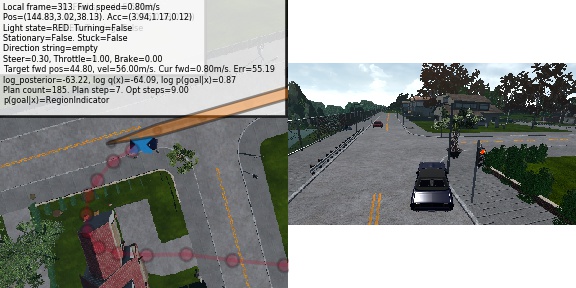 Local frame=313. Fwd speed=0.80m/s
Pos=(144.83,3.02,38.13). Acc=(3.94,1.17,0.12)
Light state=RED. Turning=False
Stationary=False. Stuck=False
Direction string=empty
Steer=0.30, Throttle=1.00, Brake=0.00
Target fwd pos=44.80, vel=56.00m/s. Cur fwd=0.80m/s. Err=55.19
log_posterior=-63.22, log q(x)=-64.09, log p(goal|x)=0.87
Plan count=185. Plan step=7. Opt steps=9.00
p(goal|x)=RegionIndicator